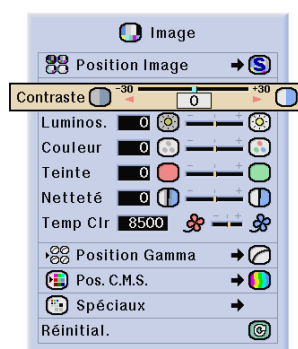 Image
Position Image S
Contraste -30 0 +30
Luminos. 0
Couleur 0
Teinte 0
Netteté 0
Temp Clr 8500
Position Gamma
Pos. C.M.S.
Spéciaux
Réinitial.